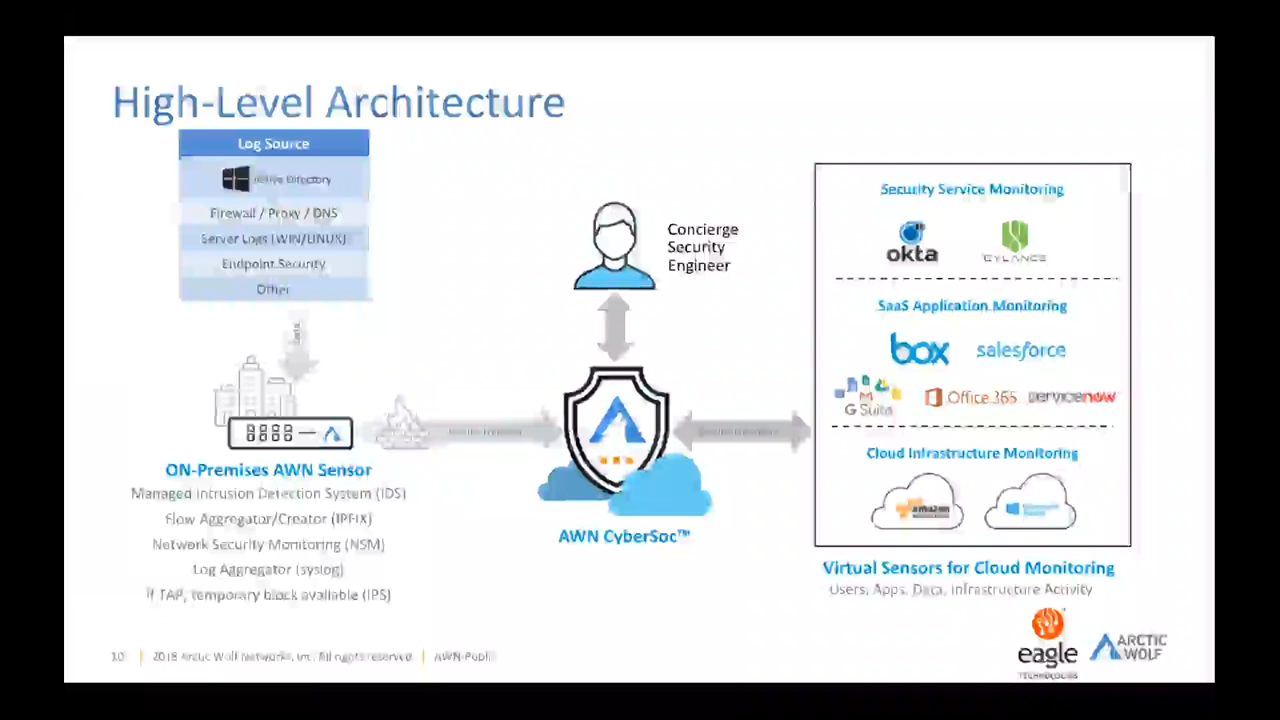 High-Level Architecture
Log Source
Active Directory
Firewall / Proxy / DNS
Server Logs (WIN/LINUX)
Endpoint Security
Other
ON-Premises AWN Sensor
Managed Intrusion Detection System (IDS)
Flow Aggregator/Creator (IPFIX)
Network Security Monitoring (NSM)
Log Aggregator (syslog)
If TAP, temporary block available (IPS)
Concierge
Security
Engineer
AWN CyberSoc™
Security Service Monitoring
okta
CYLANCE
SaaS Application Monitoring
box salesforce
G Suite Office 365 servicenow
Cloud Infrastructure Monitoring
amazon
Virtual Sensors for Cloud Monitoring
Users, Apps, Data, Infrastructure Activity
10 | 2018 Arctic Wolf Networks, Inc. All rights reserved. | AWN-Public
eagle
TECHNOLOGIES
ARCTIC
WOLF